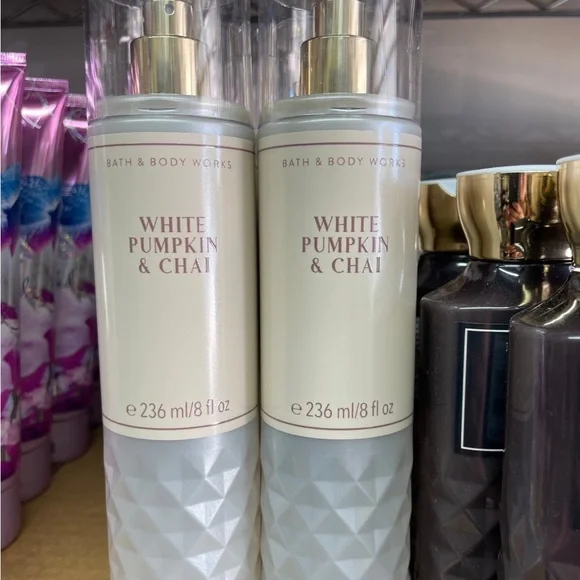 BATH & BODY WORKS
WHITE
PUMPKIN
& CHAI
℮ 236 ml/8 fl oz
BATH & BODY WORKS
WHITE
PUMPKIN
& CHAI
℮ 236 ml/8 fl oz